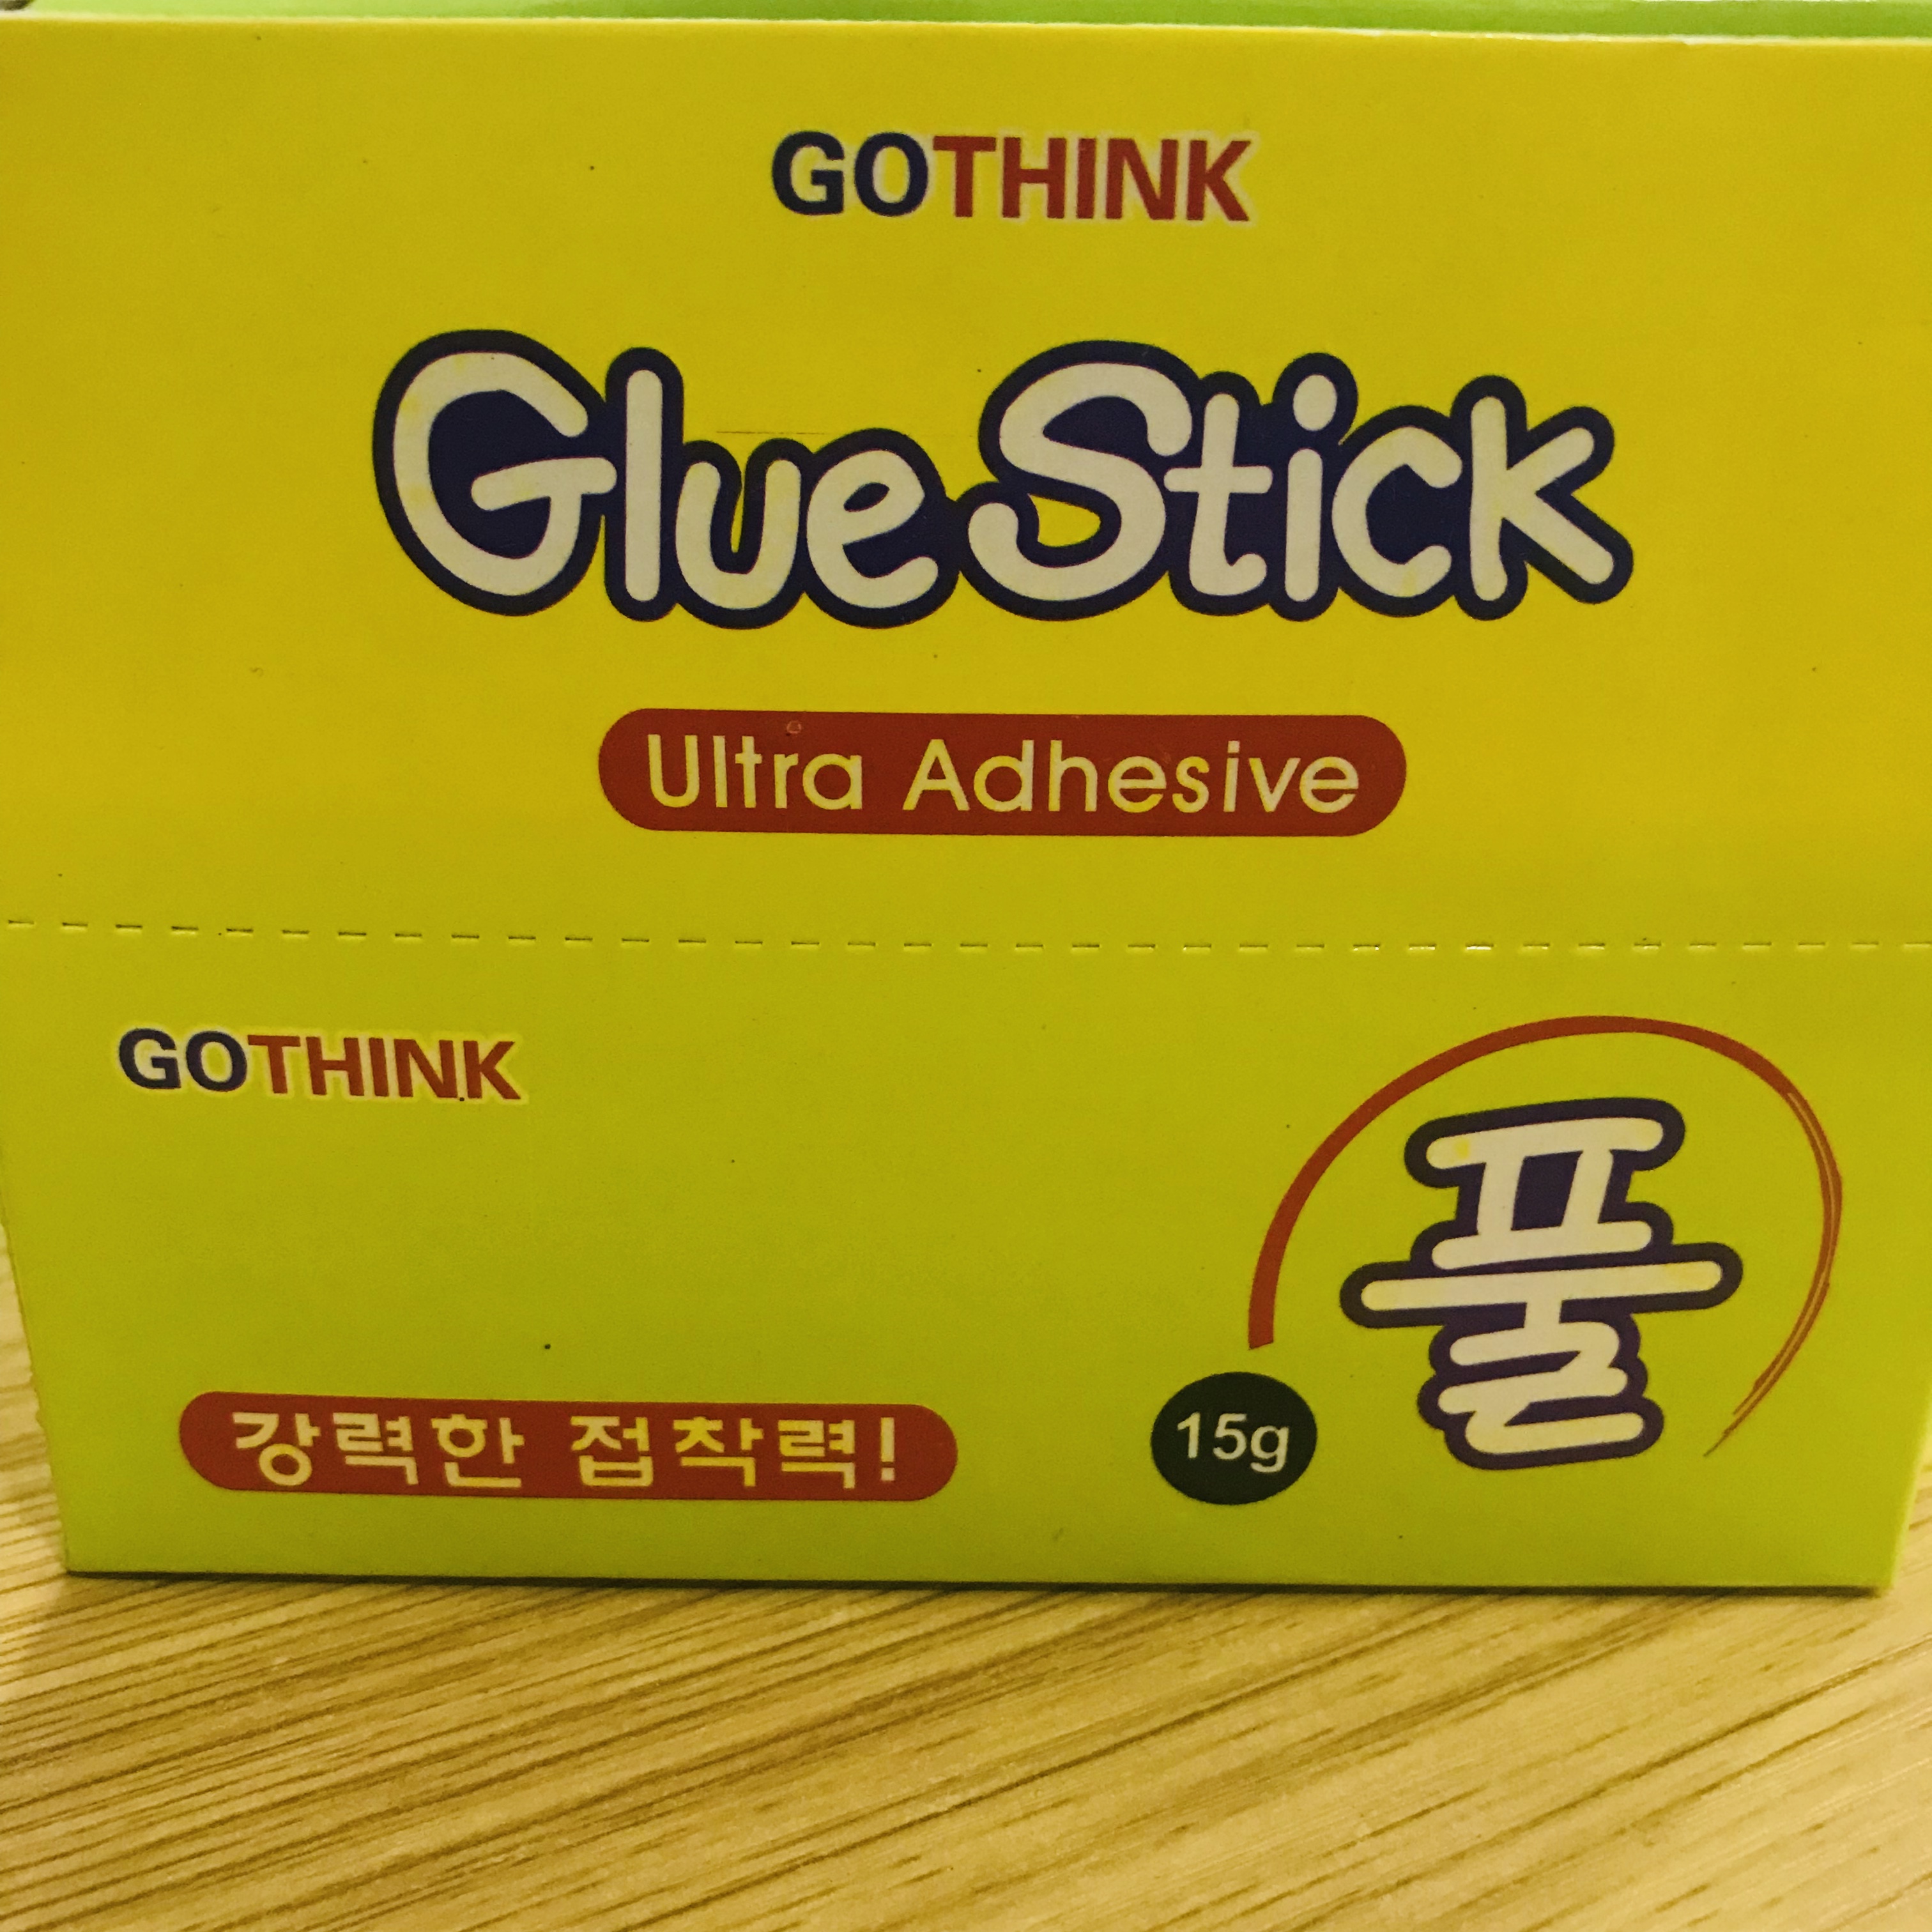 GOTHINK
Glue Stick
Ultra Adhesive
GOTHINK
풀
강력한 접착력!
15g